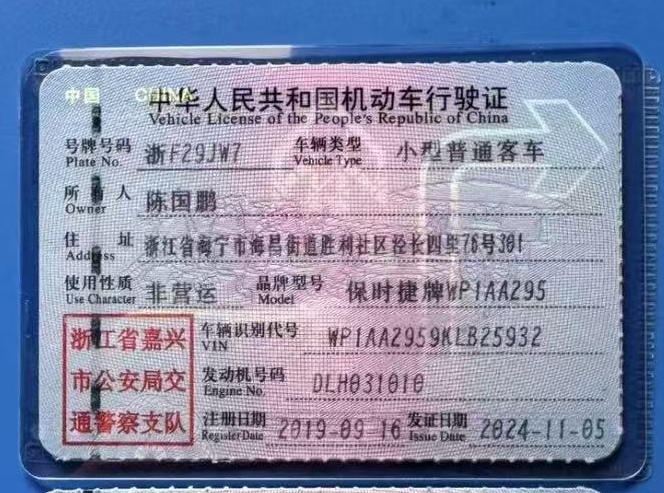 中国 CHINA
中华人民共和国机动车行驶证
Vehicle License of the People's Republic of China
号牌号码 浙F29JW7 车辆类型 小型普通客车
Plate No. Vehicle Type
所有人 陈国鹏
Owner
住址 浙江省海宁市海昌街道胜利社区泾长四里76号301
Address
使用性质 非营运 品牌型号 保时捷牌WP1AA295
Use Character Model
浙江省嘉兴 车辆识别代号 WP1AA2959KLB25932
VIN
市公安局交 发动机号码 DLH031010
Engine No.
通警察支队 注册日期 2019-09-16 发证日期 2024-11-05
Register Date Issue Date